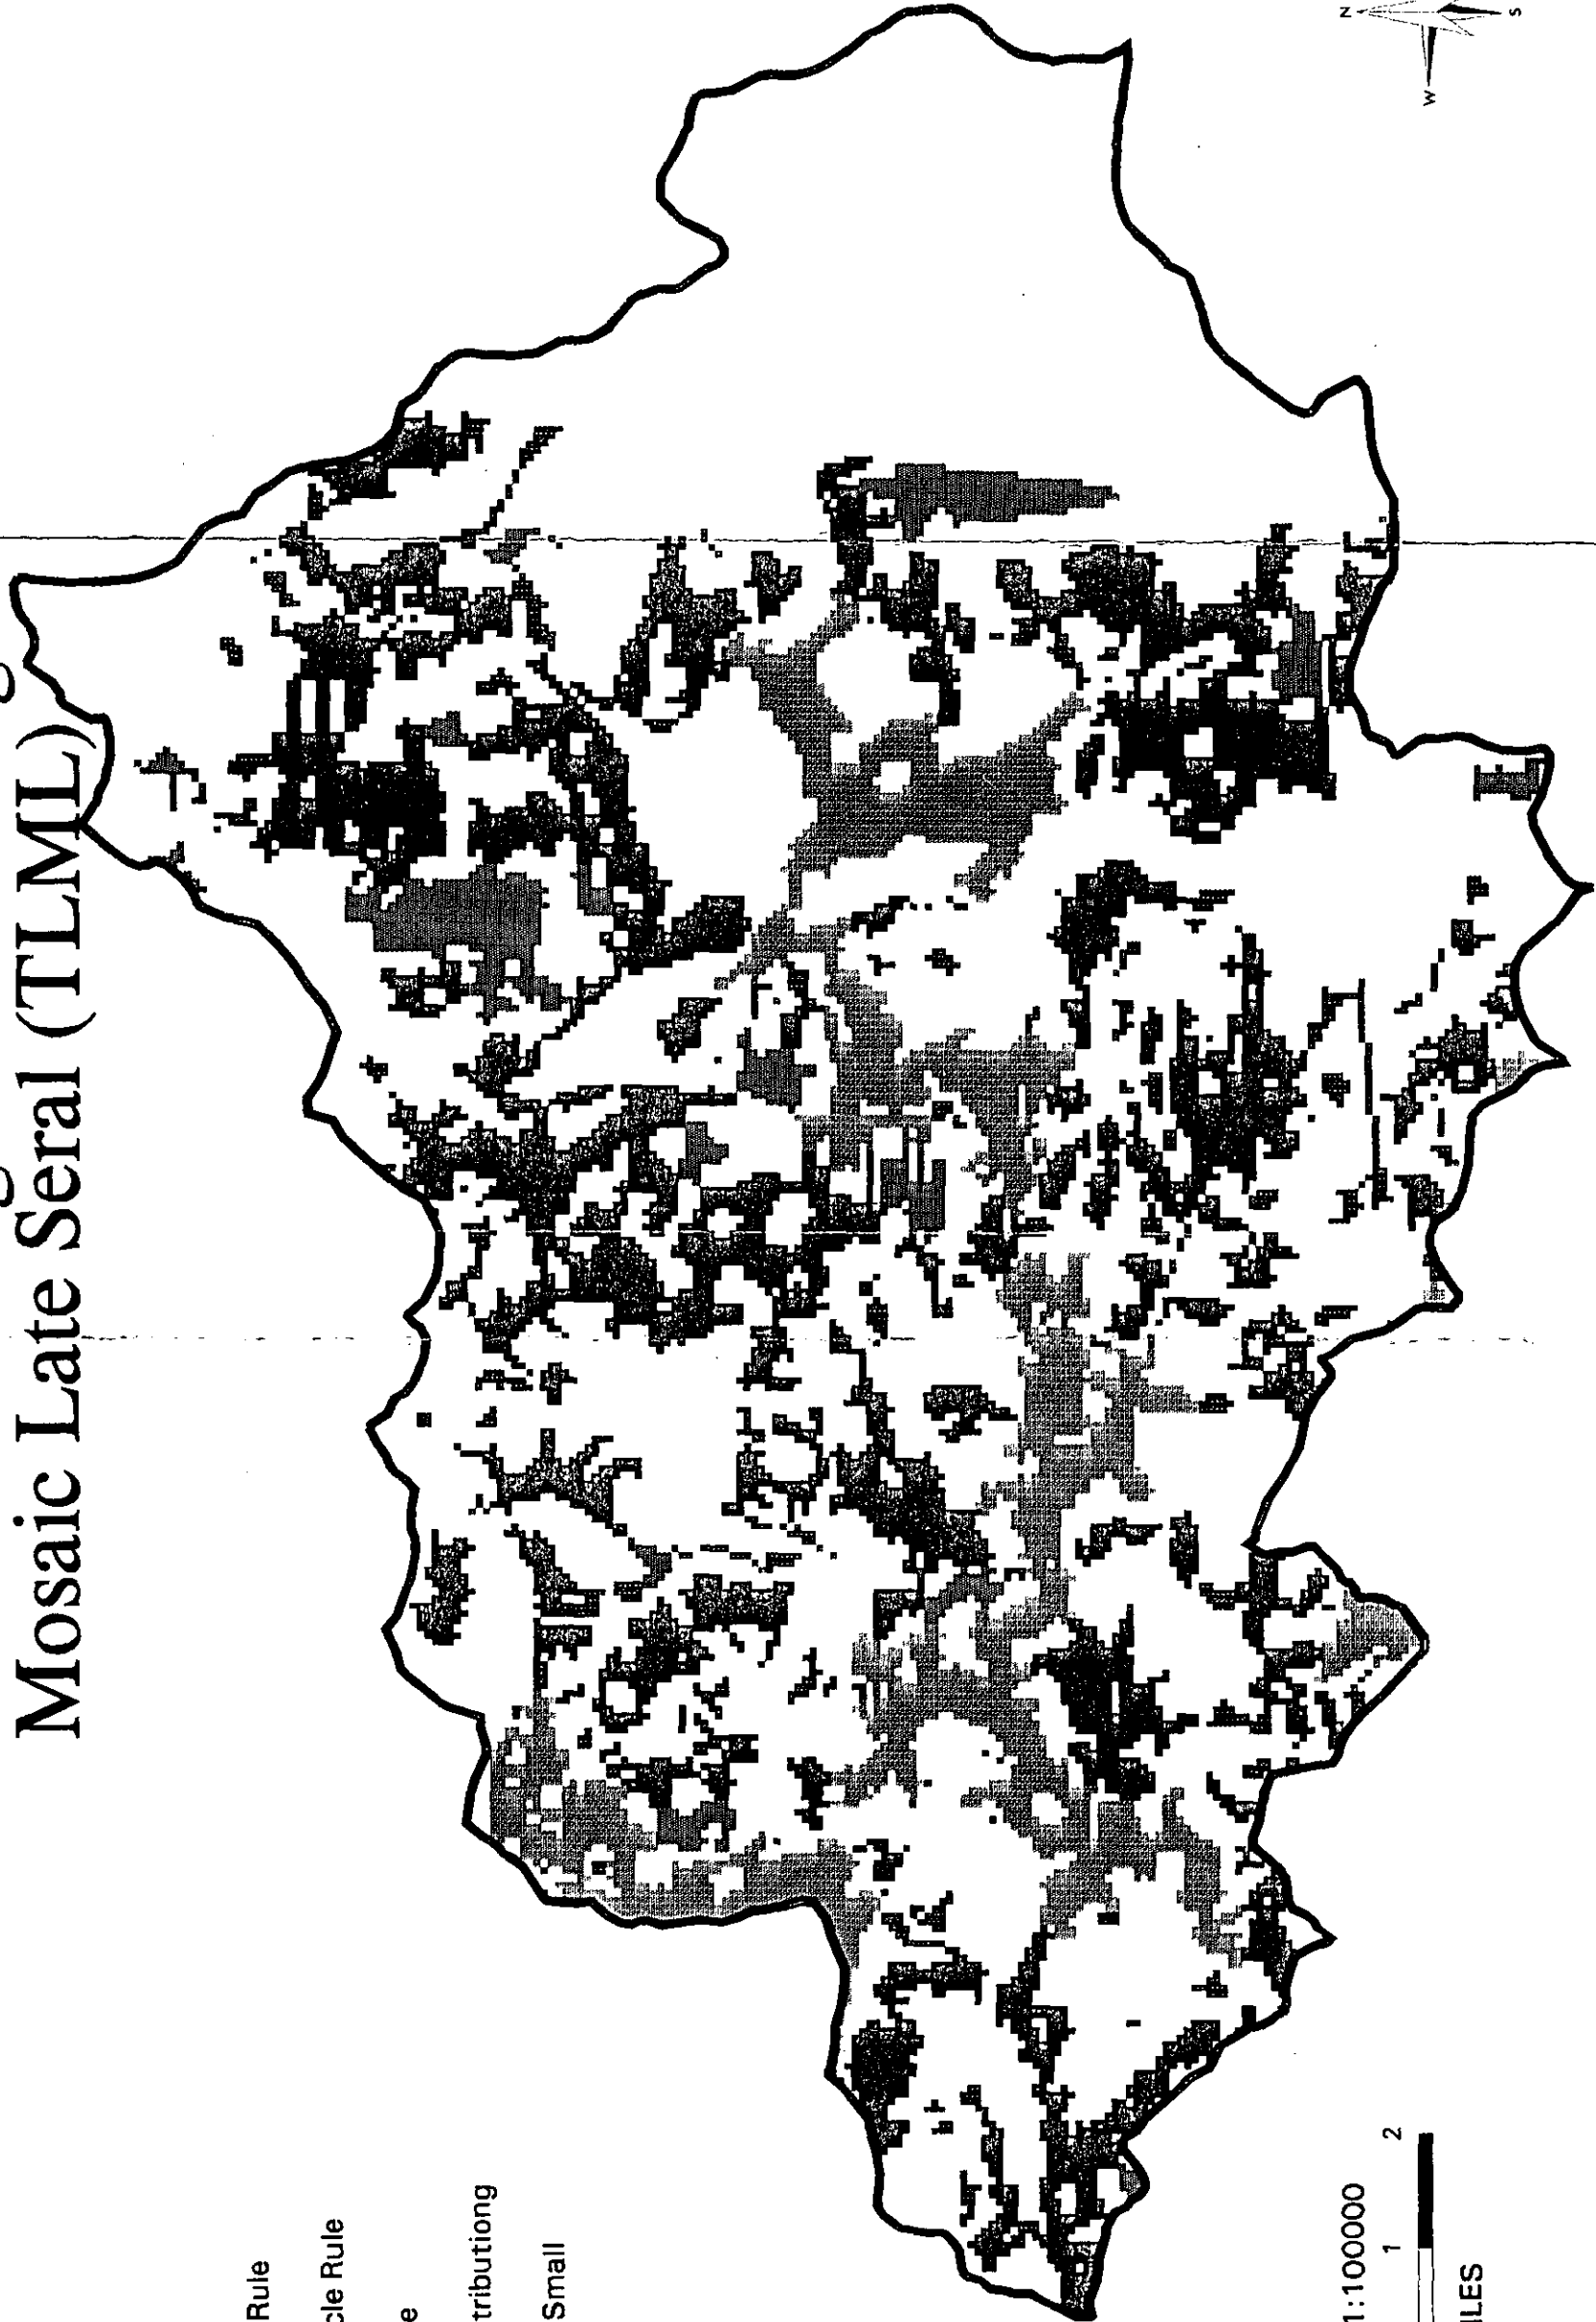 Mosaic Late Seral (TLML)
Rule
cle Rule
e
tributiong
Small
N
W
S
1:100000
1 2
ILES